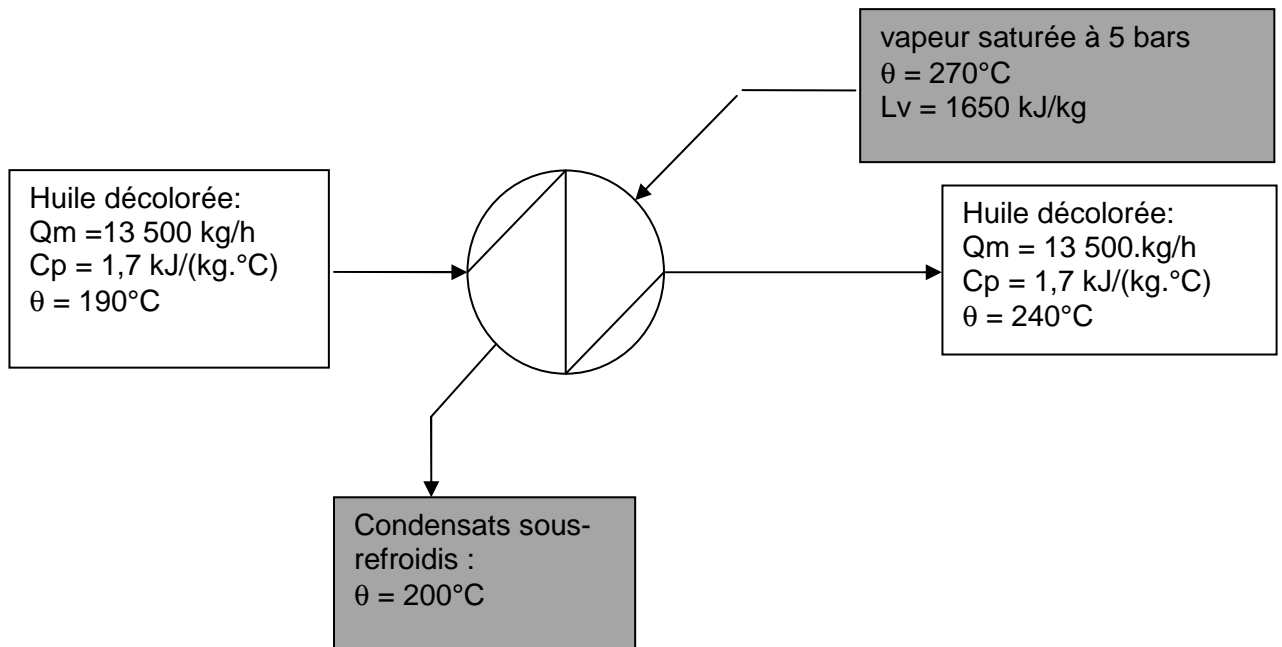 vapeur saturée à 5 bars
θ = 270°C
Lv = 1650 kJ/kg
Huile décolorée:
Qm =13 500 kg/h
Cp = 1,7 kJ/(kg.°C)
θ = 190°C
Huile décolorée:
Qm = 13 500.kg/h
Cp = 1,7 kJ/(kg.°C)
θ = 240°C
Condensats sous-
refroidis :
θ = 200°C